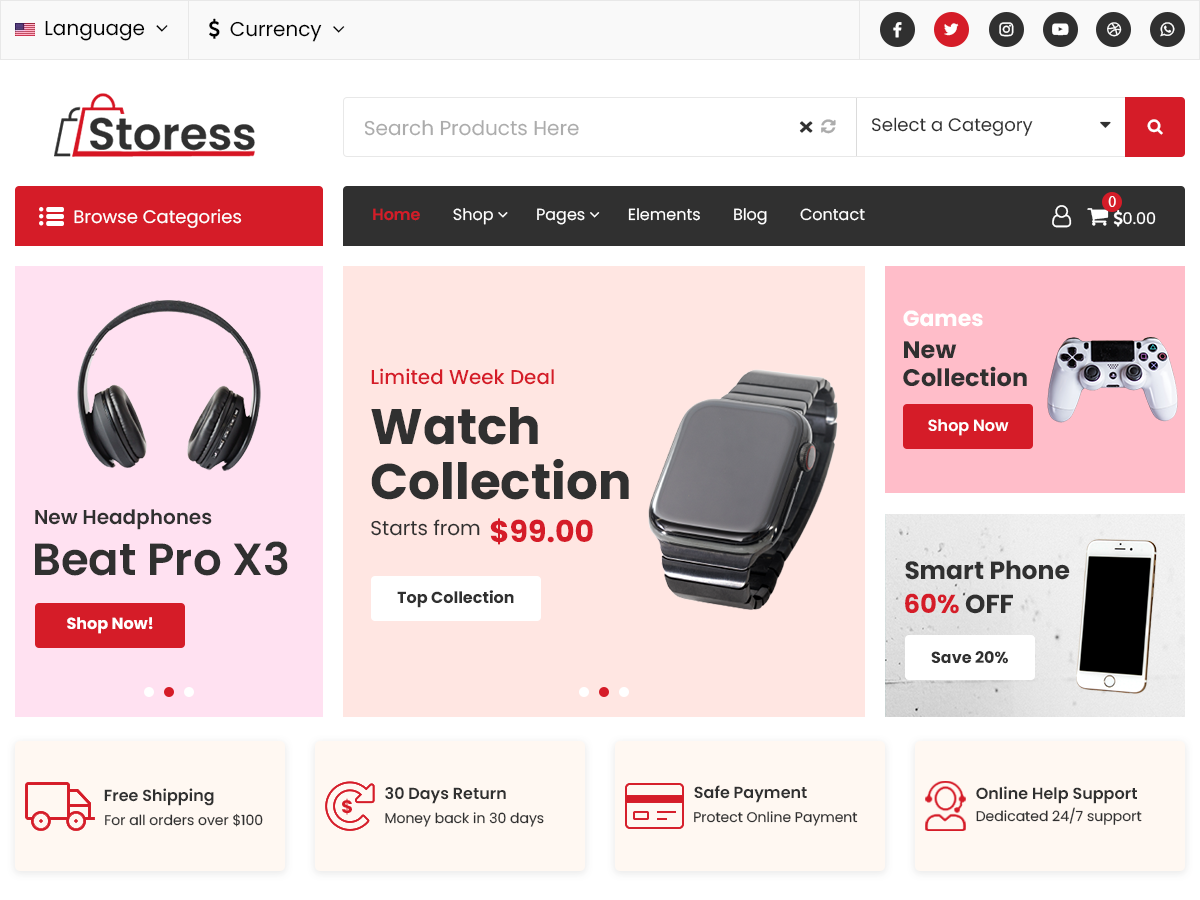 Language
$ Currency
Storess
Search Products Here
Select a Category
Browse Categories
Home
Shop
Pages
Elements
Blog
Contact
0
$0.00
New Headphones
Beat Pro X3
Shop Now!
Limited Week Deal
Watch
Collection
Starts from $99.00
Top Collection
Games
New
Collection
Shop Now
Smart Phone
60% OFF
Save 20%
Free Shipping
For all orders over $100
$
30 Days Return
Money back in 30 days
Safe Payment
Protect Online Payment
Online Help Support
Dedicated 24/7 support